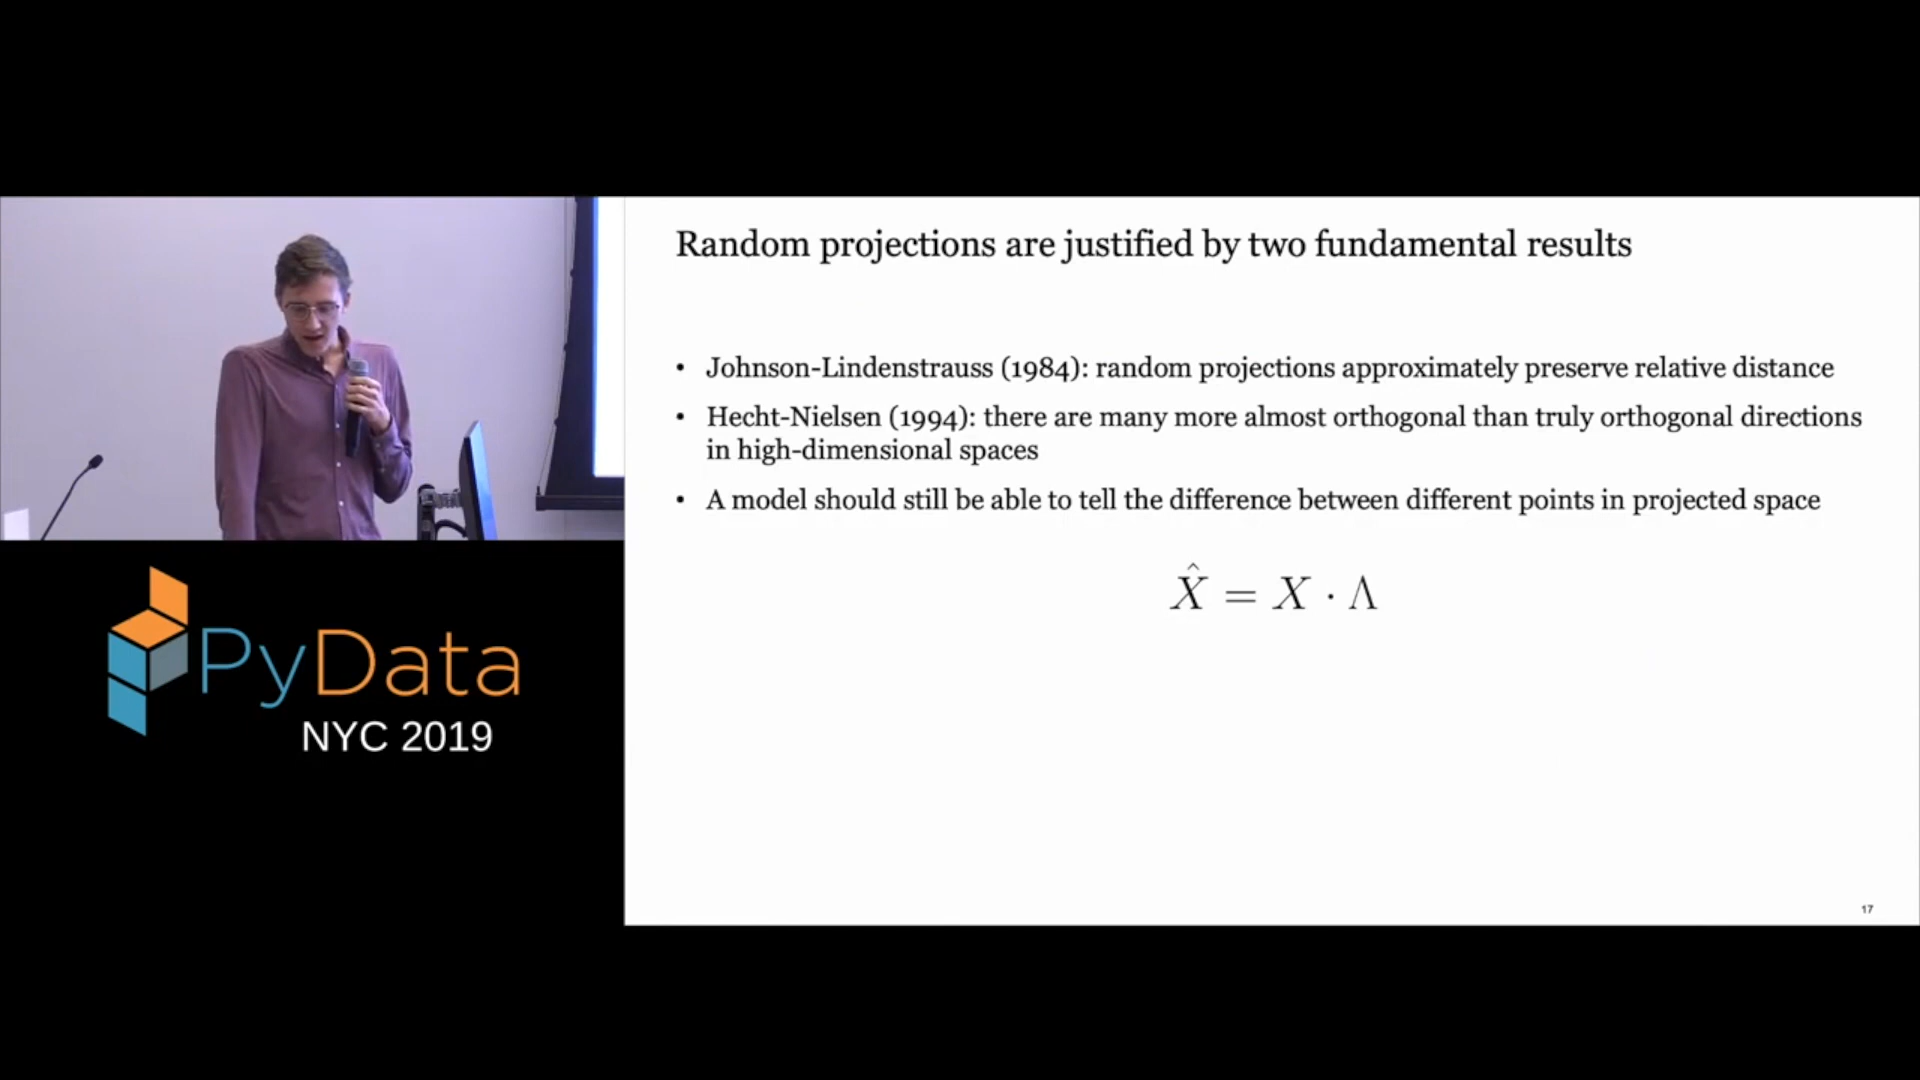 Random projections are justified by two fundamental results
• Johnson-Lindenstrauss (1984): random projections approximately preserve relative distance
• Hecht-Nielsen (1994): there are many more almost orthogonal than truly orthogonal directions
in high-dimensional spaces
• A model should still be able to tell the difference between different points in projected space
X̂ = X · Λ
PyData
NYC 2019
17